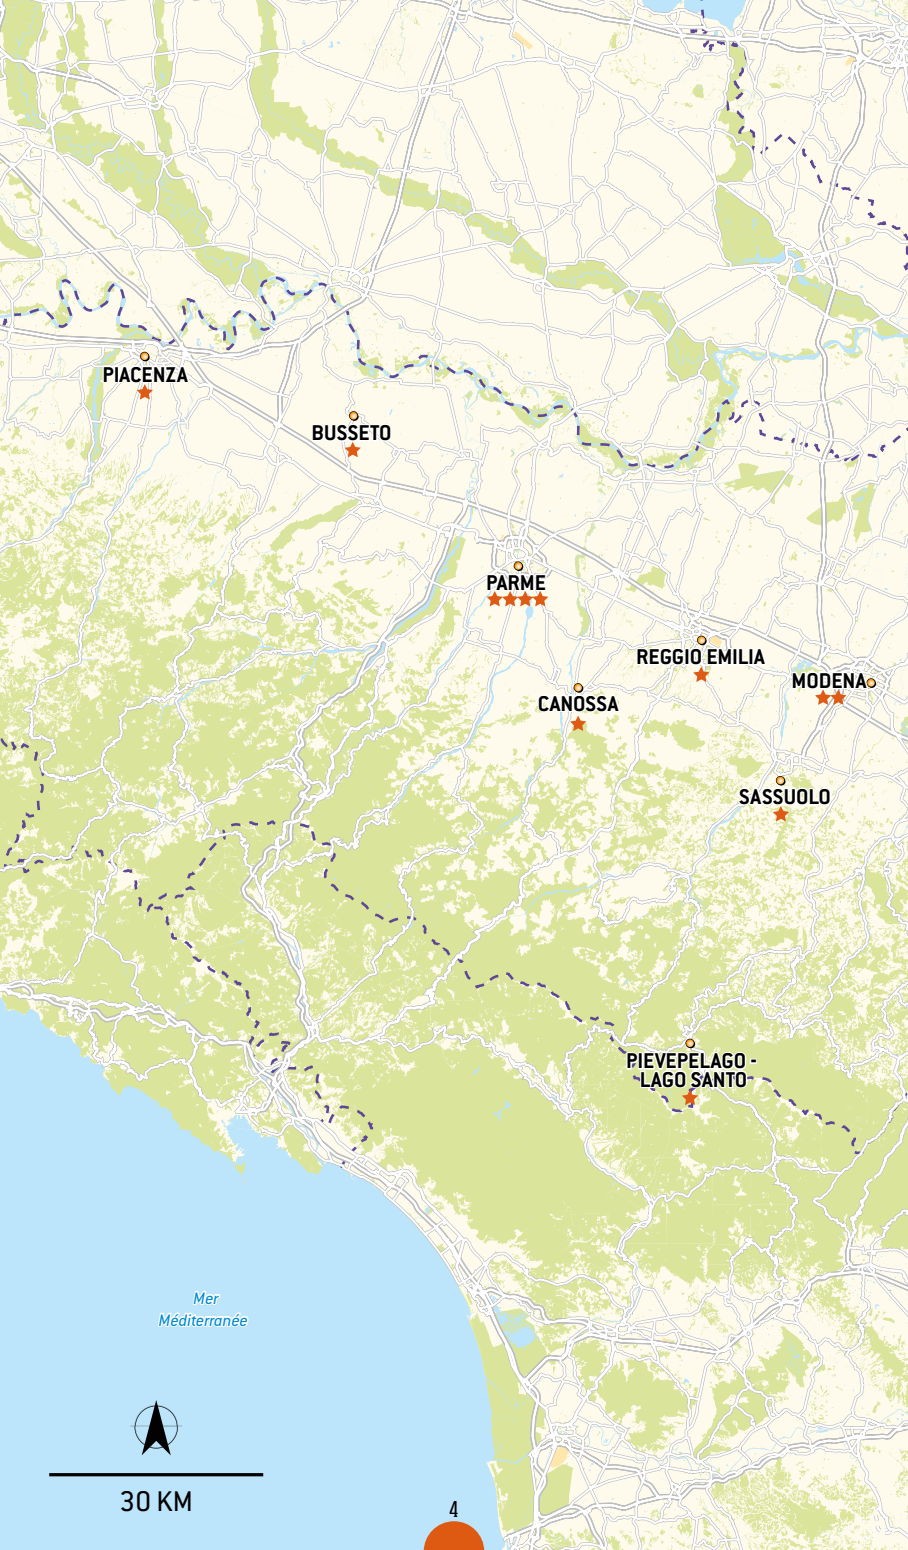 PIACENZA
BUSSETO
PARME
REGGIO EMILIA
MODENA
CANOSSA
SASSUOLO
PIEVEPELAGO -
LAGO SANTO
Mer
Méditerranée
30 KM
4